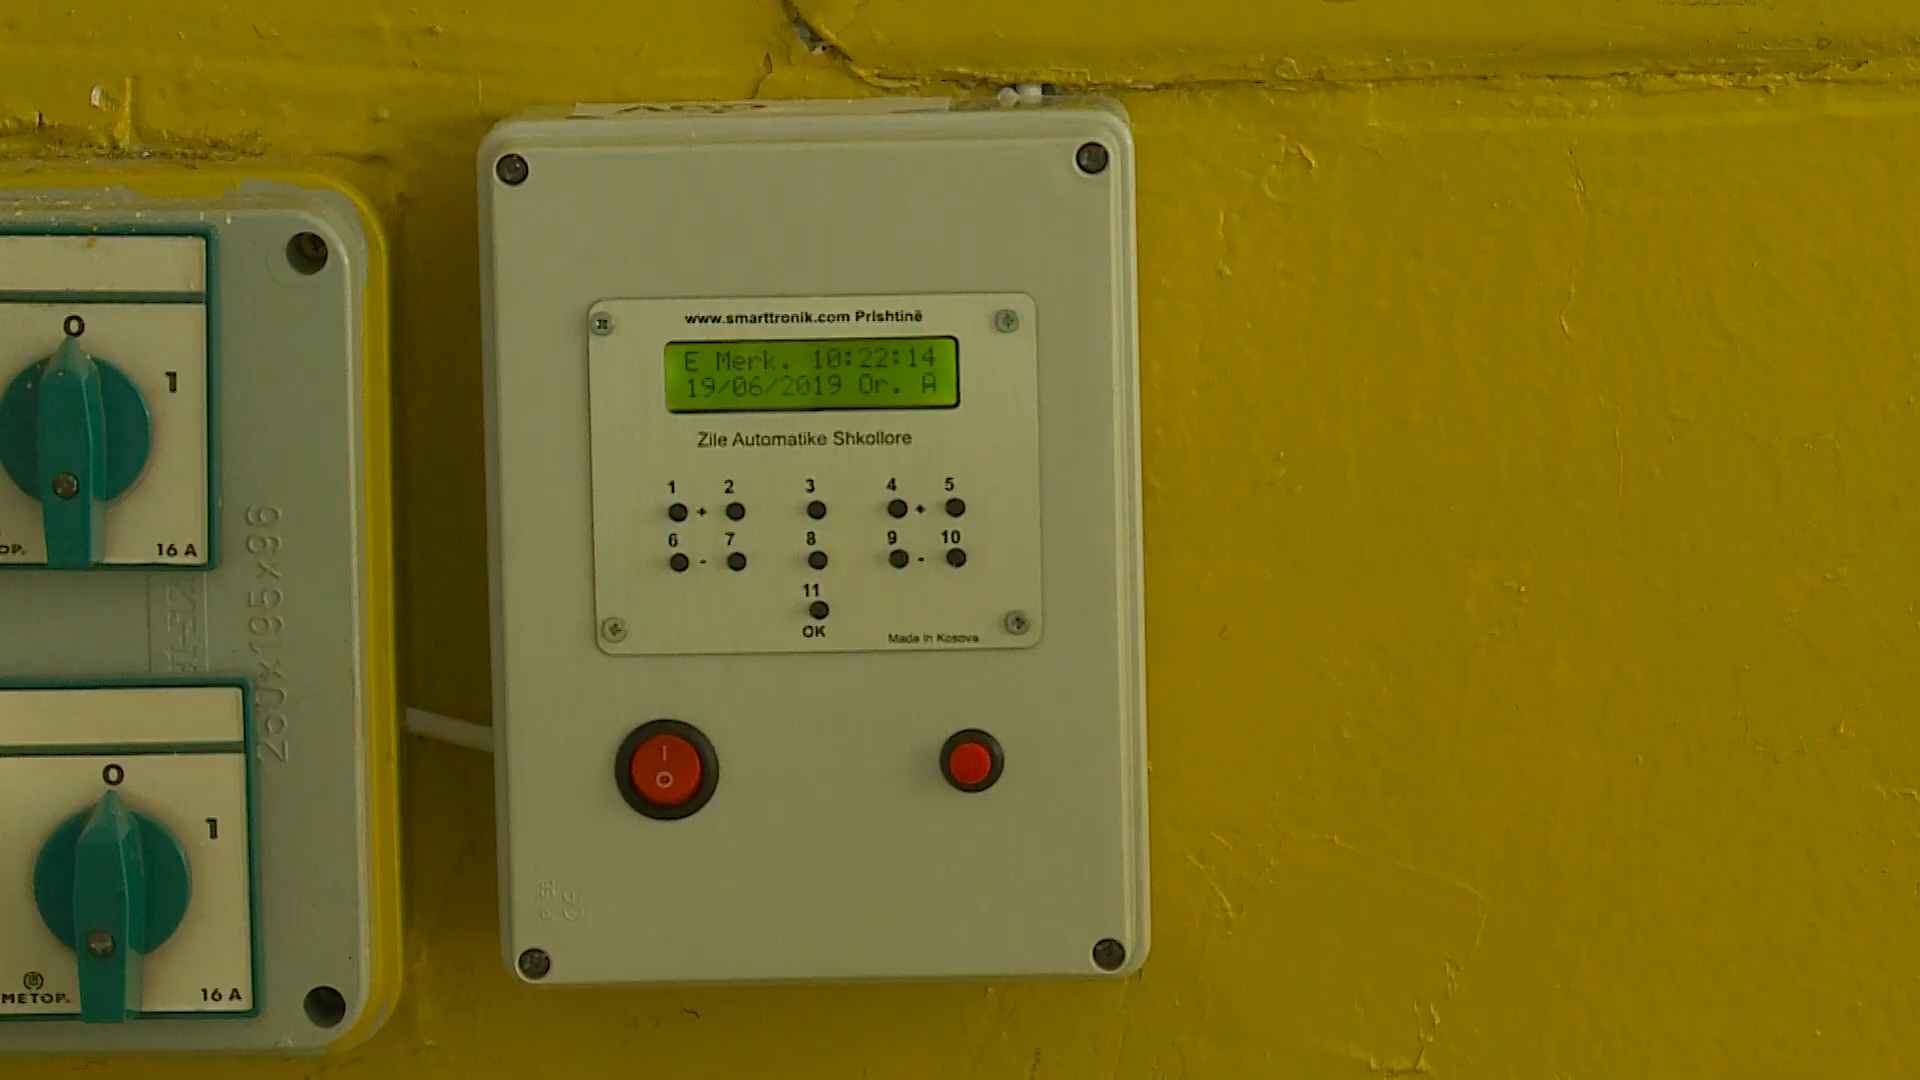 www.smarttronik.com Prishtinë
E Merk. 10:22:14
19/06/2019 Or. A
Zile Automatike Shkollore
1 + 2 3 4 + 5
6 - 7 8 9 - 10
11
OK
Made in Kosova
I
O
0
1
OP.
16 A
250x195x96
0
1
METOP.
16 A